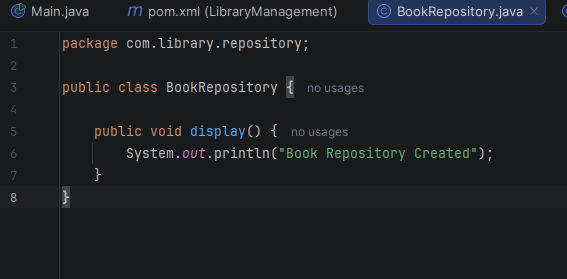 Main.java
m pom.xml (LibraryManagement)
BookRepository.java
1 package com.library.repository;
2
3 public class BookRepository { no usages
4
5 public void display() { no usages
6 System.out.println("Book Repository Created");
7 }
8 }